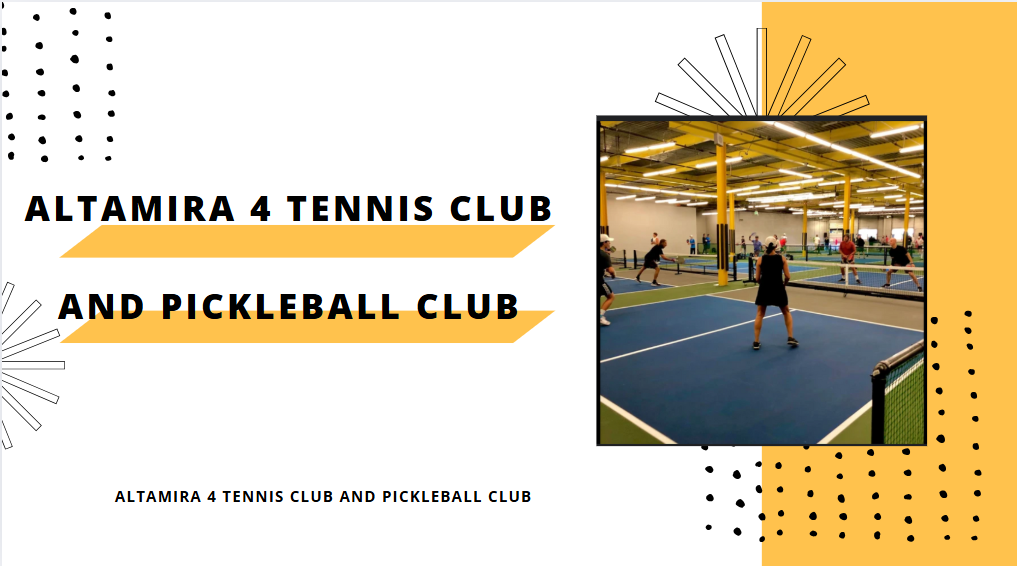 ALTAMIRA 4 TENNIS CLUB
AND PICKLEBALL CLUB
ALTAMIRA 4 TENNIS CLUB AND PICKLEBALL CLUB